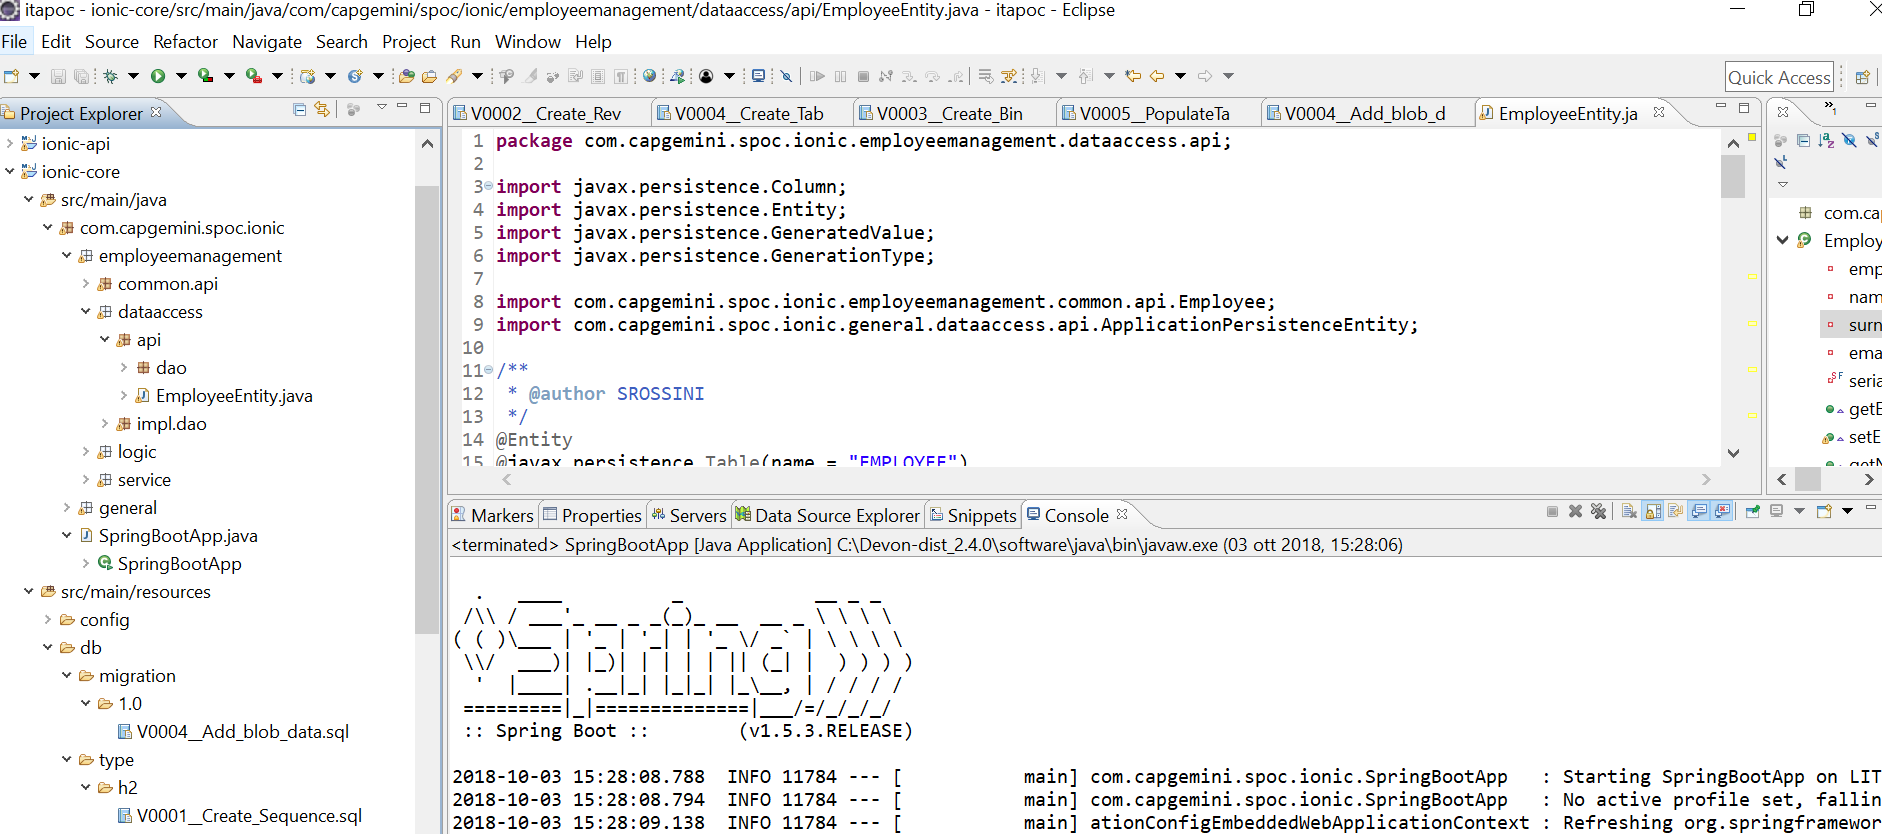 itapoc - ionic-core/src/main/java/com/capgemini/spoc/ionic/employeemanagement/dataaccess/api/EmployeeEntity.java - itapoc - Eclipse
File Edit Source Refactor Navigate Search Project Run Window Help
Quick Access
Project Explorer
ionic-api
ionic-core
src/main/java
com.capgemini.spoc.ionic
employeemanagement
common.api
dataaccess
api
dao
EmployeeEntity.java
impl.dao
logic
service
general
SpringBootApp.java
SpringBootApp
src/main/resources
config
db
migration
1.0
V0004__Add_blob_data.sql
type
h2
V0001__Create_Sequence.sql
V0002__Create_Rev V0004__Create_Tab V0003__Create_Bin V0005__PopulateTa V0004__Add_blob_d EmployeeEntity.ja
1 package com.capgemini.spoc.ionic.employeemanagement.dataaccess.api;
2
3 import javax.persistence.Column;
4 import javax.persistence.Entity;
5 import javax.persistence.GeneratedValue;
6 import javax.persistence.GenerationType;
7
8 import com.capgemini.spoc.ionic.employeemanagement.common.api.Employee;
9 import com.capgemini.spoc.ionic.general.dataaccess.api.ApplicationPersistenceEntity;
10
11 /**
12 * @author SROSSINI
13 */
14 @Entity
15 @javax.persistence.Table(name = "EMPLOYEE")
com.ca
Employ
emp
nam
surn
ema
seria
getE
setE
getN
Markers Properties Servers Data Source Explorer Snippets Console
<terminated> SpringBootApp [Java Application] C:\Devon-dist_2.4.0\software\java\bin\javaw.exe (03 ott 2018, 15:28:06)
Spring
:: Spring Boot :: (v1.5.3.RELEASE)
2018-10-03 15:28:08.788 INFO 11784 --- [ main] com.capgemini.spoc.ionic.SpringBootApp : Starting SpringBootApp on LIT
2018-10-03 15:28:08.794 INFO 11784 --- [ main] com.capgemini.spoc.ionic.SpringBootApp : No active profile set, fallin
2018-10-03 15:28:09.138 INFO 11784 --- [ main] ationConfigEmbeddedWebApplicationContext : Refreshing org.springframewor